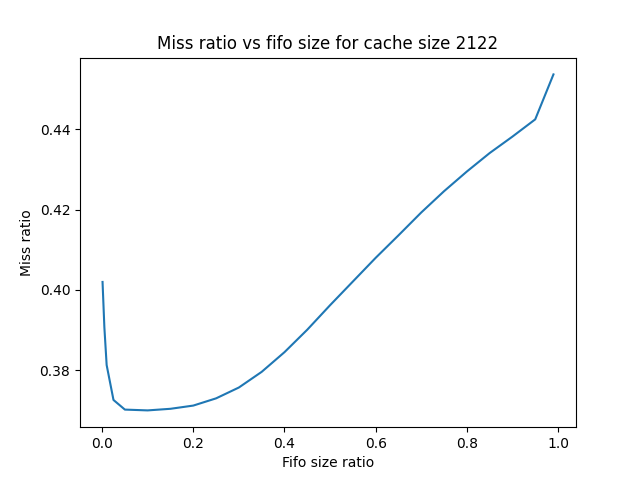 Miss ratio vs fifo size for cache size 2122
0.44
0.42
0.40
0.38
Miss ratio
0.0 0.2 0.4 0.6 0.8 1.0
Fifo size ratio